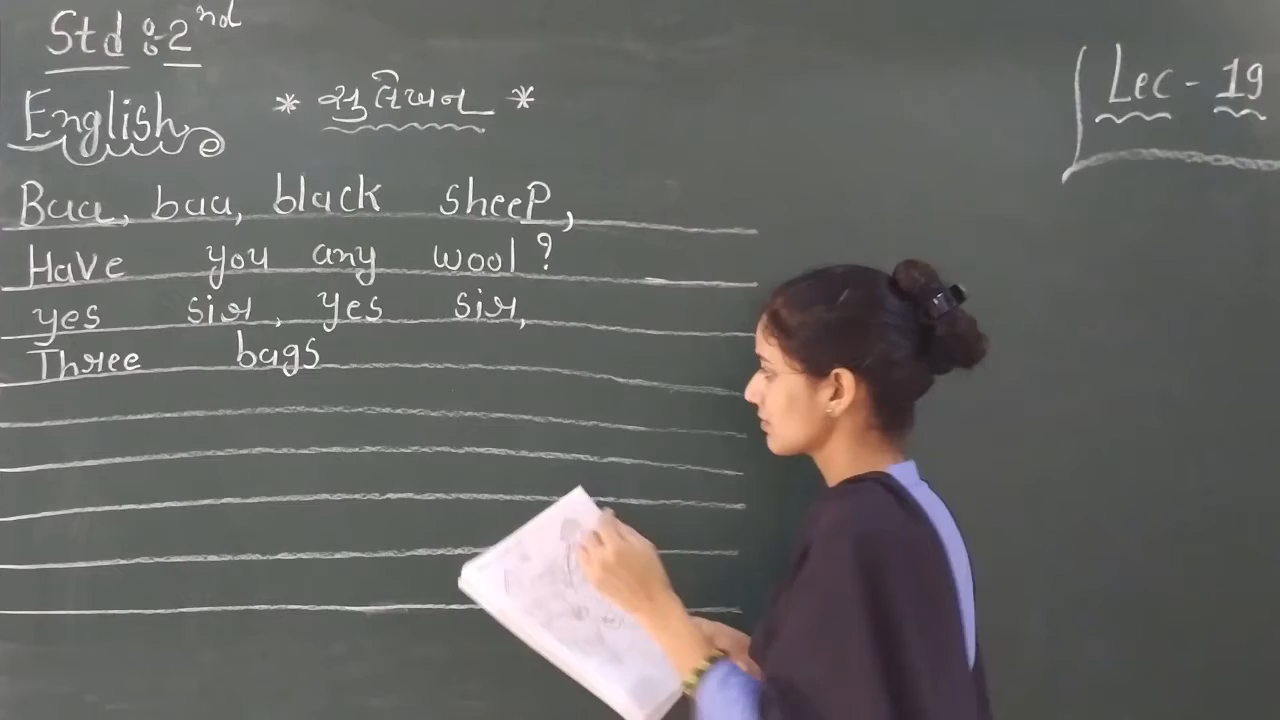 Std : 2nd
Lec - 19
English * સુલેખન *
Baa, baa, black sheeP,
HaVe you any wool?
yes sir, yes sir,
Three bags